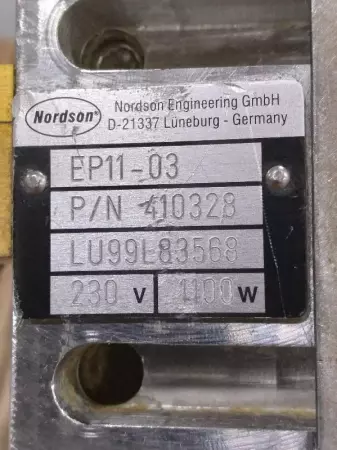 Nordson
Nordson Engineering GmbH
D-21337 Lüneburg - Germany
EP11-03
P/N 410328
LU99L83568
230 V 1100 W